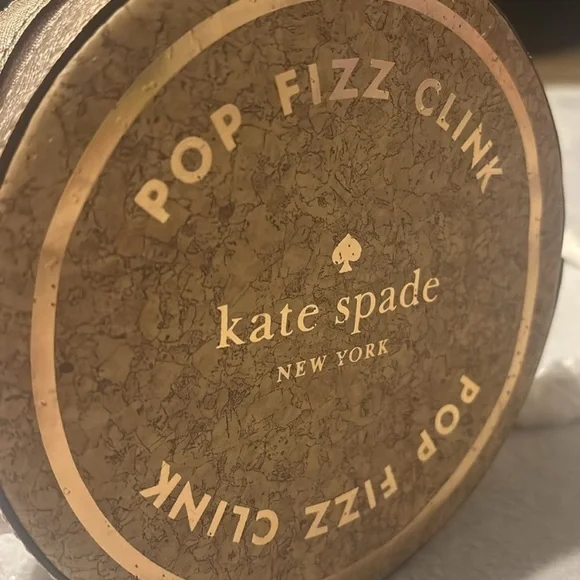 POP FIZZ CLINK
kate spade
NEW YORK
POP FIZZ CLINK